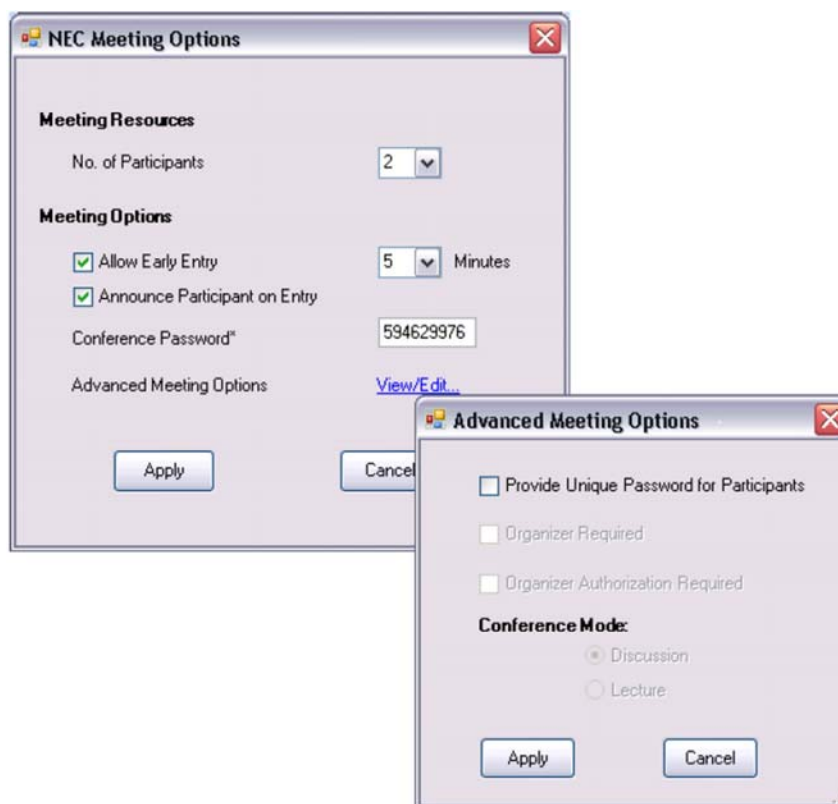 NEC Meeting Options
Meeting Resources
No. of Participants 2
Meeting Options
Allow Early Entry 5 Minutes
Announce Participant on Entry
Conference Password* 594629976
Advanced Meeting Options View/Edit...
Apply Cancel
Advanced Meeting Options
Provide Unique Password for Participants
Organizer Required
Organizer Authorization Required
Conference Mode:
Discussion
Lecture
Apply Cancel